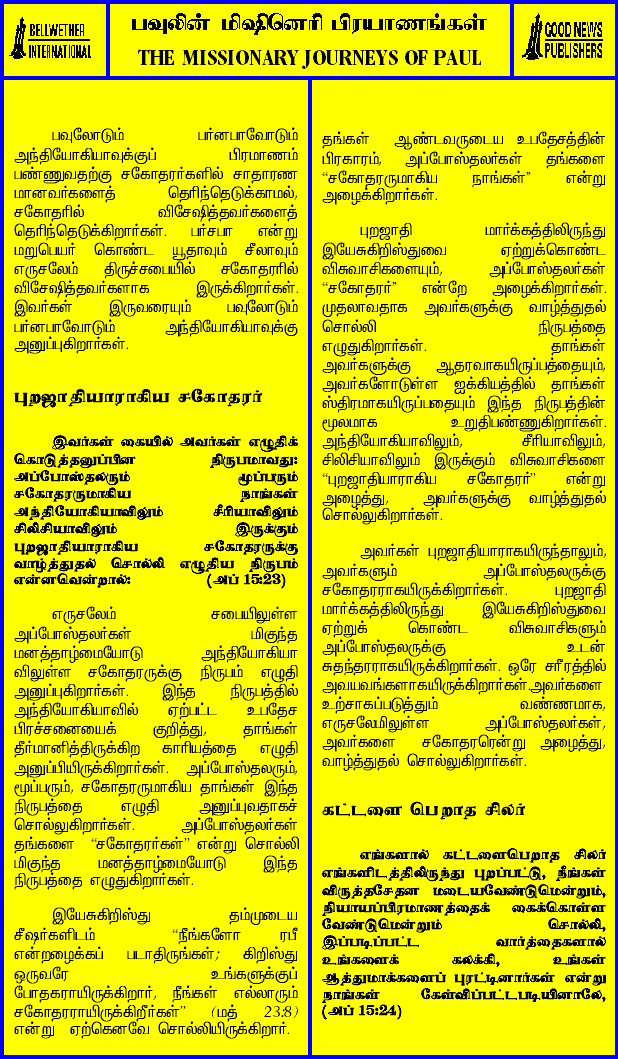 BELLWETHER
INTERNATIONAL
பவுலின் மிஷினெரி பிரயாணங்கள்
THE MISSIONARY JOURNEYS OF PAUL
GOOD NEWS
PUBLISHERS
பவுலோடும் பர்னபாவோடும்
அந்தியோகியாவுக்குப் பிரமாணம்
பண்ணுவதற்கு சகோதரர்களில் சாதாரண
மானவர்களைத் தெரிந்தெடுக்காமல்,
சகோதரரில் விசேஷித்தவர்களைத்
தெரிந்தெடுக்கிறார்கள். பர்சபா என்று
மறுபெயர் கொண்ட யூதாவும் சீலாவும்
எருசலேம் திருச்சபையில் சகோதரரில்
விசேஷித்தவர்களாக இருக்கிறார்கள்.
இவர்கள் இருவரையும் பவுலோடும்
பர்னபாவோடும் அந்தியோகியாவுக்கு
அனுப்புகிறார்கள்.
புறஜாதியாராகிய சகோதரர்
இவர்கள் கையில் அவர்கள் எழுதிக்
கொடுத்தனுப்பின நிருபமாவது:
அப்போஸ்தலரும் மூப்பரும்
சகோதரருமாகிய நாங்கள்
அந்தியோகியாவிலும் சீரியாவிலும்
சிலிசியாவிலும் இருக்கும்
புறஜாதியாராகிய சகோதரருக்கு
வாழ்த்துதல் சொல்லி எழுதிய நிருபம்
என்னவென்றால்: (அப் 15:23)
எருசலேம் சபையிலுள்ள
அப்போஸ்தலர்கள் மிகுந்த
மனத்தாழ்மையோடு அந்தியோகியா
விலுள்ள சகோதரருக்கு நிருபம் எழுதி
அனுப்புகிறார்கள். இந்த நிருபத்தில்
அந்தியோகியாவில் ஏற்பட்ட உபதேச
பிரச்சனையைக் குறித்து, தாங்கள்
தீர்மானித்திருக்கிற காரியத்தை எழுதி
அனுப்பியிருக்கிறார்கள். அப்போஸ்தலரும்,
மூப்பரும், சகோதரருமாகிய தாங்கள் இந்த
நிருபத்தை எழுதி அனுப்புவதாகச்
சொல்லுகிறார்கள். அப்போஸ்தலர்கள்
தங்களை “சகோதரர்கள்” என்று சொல்லி
மிகுந்த மனத்தாழ்மையோடு இந்த
நிருபத்தை எழுதுகிறார்கள்.
இயேசுகிறிஸ்து தம்முடைய
சீஷர்களிடம் “நீங்களோ ரபீ
என்றழைக்கப் படாதிருங்கள்; கிறிஸ்து
ஒருவரே உங்களுக்குப்
போதகராயிருக்கிறார், நீங்கள் எல்லாரும்
சகோதரராயிருக்கிறீர்கள்” (மத் 23:8)
என்று ஏற்கெனவே சொல்லியிருக்கிறார்.
தங்கள் ஆண்டவருடைய உபதேசத்தின்
பிரகாரம், அப்போஸ்தலர்கள் தங்களை
“சகோதரருமாகிய நாங்கள்” என்று
அழைக்கிறார்கள்.
புறஜாதி மார்க்கத்திலிருந்து
இயேசுகிறிஸ்துவை ஏற்றுக்கொண்ட
விசுவாசிகளையும், அப்போஸ்தலர்கள்
“சகோதரர்” என்றே அழைக்கிறார்கள்.
முதலாவதாக அவர்களுக்கு வாழ்த்துதல்
சொல்லி நிருபத்தை
எழுதுகிறார்கள். தாங்கள்
அவர்களுக்கு ஆதரவாகயிருப்பத்தையும்,
அவர்களோடுள்ள ஐக்கியத்தில் தாங்கள்
ஸ்திரமாகயிருப்பதையும் இந்த நிருபத்தின்
மூலமாக உறுதிபண்ணுகிறார்கள்.
அந்தியோகியாவிலும், சீரியாவிலும்,
சிலிசியாவிலும் இருக்கும் விசுவாசிகளை
“புறஜாதியாராகிய சகோதரர்” என்று
அழைத்து, அவர்களுக்கு வாழ்த்துதல்
சொல்லுகிறார்கள்.
அவர்கள் புறஜாதியாராகயிருந்தாலும்,
அவர்களும் அப்போஸ்தலருக்கு
சகோதரராகயிருக்கிறார்கள். புறஜாதி
மார்க்கத்திலிருந்து இயேசுகிறிஸ்துவை
ஏற்றுக் கொண்ட விசுவாசிகளும்
அப்போஸ்தலருக்கு உடன்
சுதந்தரராகயிருக்கிறார்கள். ஒரே சரீரத்தில்
அவயவங்களாகயிருக்கிறார்கள்.அவர்களை
உற்சாகப்படுத்தும் வண்ணமாக,
எருசலேமிலுள்ள அப்போஸ்தலர்கள்,
அவர்களை சகோதரரென்று அழைத்து,
வாழ்த்துதல் சொல்லுகிறார்கள்.
கட்டளை பெறாத சிலர்
எங்களால் கட்டளைபெறாத சிலர்
எங்களிடத்திலிருந்து புறப்பட்டு, நீங்கள்
விருத்தசேதன மடையவேண்டுமென்றும்,
நியாயப்பிரமாணத்தைக் கைக்கொள்ள
வேண்டுமென்றும் சொல்லி,
இப்படிப்பட்ட வார்த்தைகளால்
உங்களைக் கலக்கி, உங்கள்
ஆத்துமாக்களைப் புரட்டினார்கள் என்று
நாங்கள் கேள்விப்பட்டபடியினாலே,
(அப் 15:24)